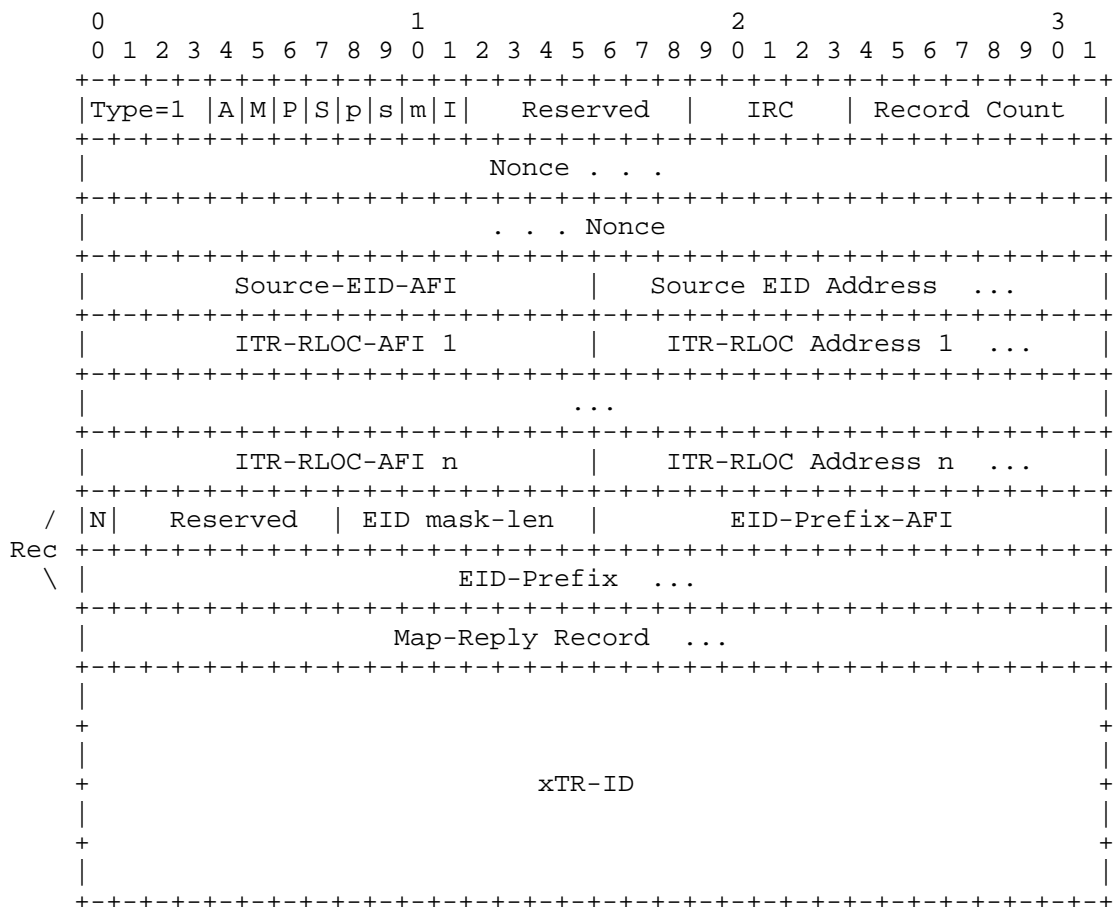 0                   1                   2                   3
 0 1 2 3 4 5 6 7 8 9 0 1 2 3 4 5 6 7 8 9 0 1 2 3 4 5 6 7 8 9 0 1
+-+-+-+-+-+-+-+-+-+-+-+-+-+-+-+-+-+-+-+-+-+-+-+-+-+-+-+-+-+-+-+-+
|Type=1 |A|M|P|S|p|s|m|I|   Reserved  |   IRC   | Record Count  |
+-+-+-+-+-+-+-+-+-+-+-+-+-+-+-+-+-+-+-+-+-+-+-+-+-+-+-+-+-+-+-+-+
|                         Nonce . . .                           |
+-+-+-+-+-+-+-+-+-+-+-+-+-+-+-+-+-+-+-+-+-+-+-+-+-+-+-+-+-+-+-+-+
|                         . . . Nonce                           |
+-+-+-+-+-+-+-+-+-+-+-+-+-+-+-+-+-+-+-+-+-+-+-+-+-+-+-+-+-+-+-+-+
|         Source-EID-AFI        |   Source EID Address  ...     |
+-+-+-+-+-+-+-+-+-+-+-+-+-+-+-+-+-+-+-+-+-+-+-+-+-+-+-+-+-+-+-+-+
|         ITR-RLOC-AFI 1        |    ITR-RLOC Address 1  ...    |
+-+-+-+-+-+-+-+-+-+-+-+-+-+-+-+-+-+-+-+-+-+-+-+-+-+-+-+-+-+-+-+-+
|                              ...                              |
+-+-+-+-+-+-+-+-+-+-+-+-+-+-+-+-+-+-+-+-+-+-+-+-+-+-+-+-+-+-+-+-+
|         ITR-RLOC-AFI n        |    ITR-RLOC Address n  ...    |
+-+-+-+-+-+-+-+-+-+-+-+-+-+-+-+-+-+-+-+-+-+-+-+-+-+-+-+-+-+-+-+-+
/ |N|   Reserved  | EID mask-len  |        EID-Prefix-AFI         |
Rec +-+-+-+-+-+-+-+-+-+-+-+-+-+-+-+-+-+-+-+-+-+-+-+-+-+-+-+-+-+-+-+-+
\ |                       EID-Prefix  ...                         |
+-+-+-+-+-+-+-+-+-+-+-+-+-+-+-+-+-+-+-+-+-+-+-+-+-+-+-+-+-+-+-+-+
|                   Map-Reply Record  ...                       |
+-+-+-+-+-+-+-+-+-+-+-+-+-+-+-+-+-+-+-+-+-+-+-+-+-+-+-+-+-+-+-+-+
|                                                               |
+                                                               +
|                                                               |
+                            xTR-ID                             +
|                                                               |
+                                                               +
|                                                               |
+-+-+-+-+-+-+-+-+-+-+-+-+-+-+-+-+-+-+-+-+-+-+-+-+-+-+-+-+-+-+-+-+